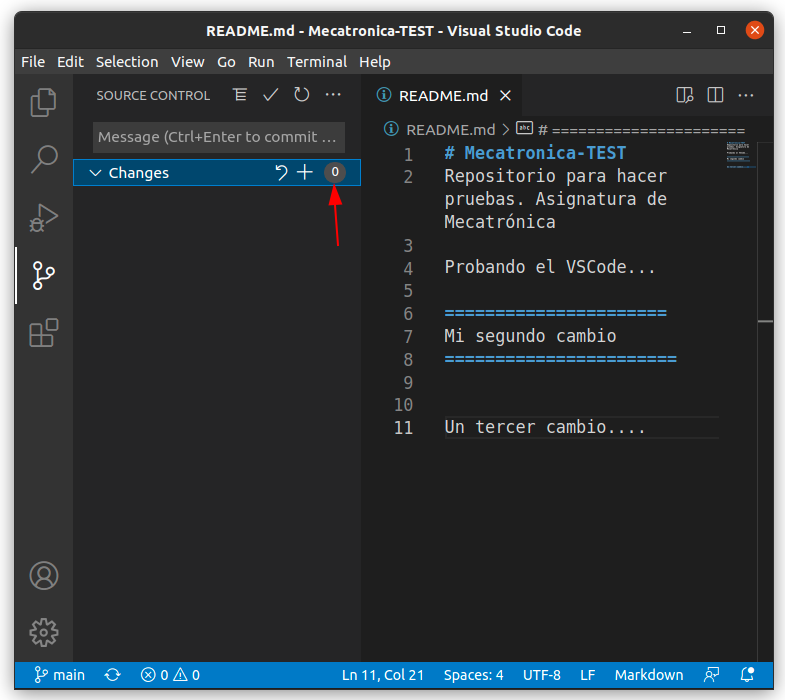 README.md - Mecatronica-TEST - Visual Studio Code
File Edit Selection View Go Run Terminal Help
SOURCE CONTROL
Message (Ctrl+Enter to commit ...
Changes 0
README.md
README.md > abc # ======================
1 # Mecatronica-TEST
2 Repositorio para hacer
pruebas. Asignatura de
Mecatrónica
3
4 Probando el VSCode...
5
6 ======================
7 Mi segundo cambio
8 =======================
9
10
11 Un tercer cambio....
main 0 0 Ln 11, Col 21 Spaces: 4 UTF-8 LF Markdown